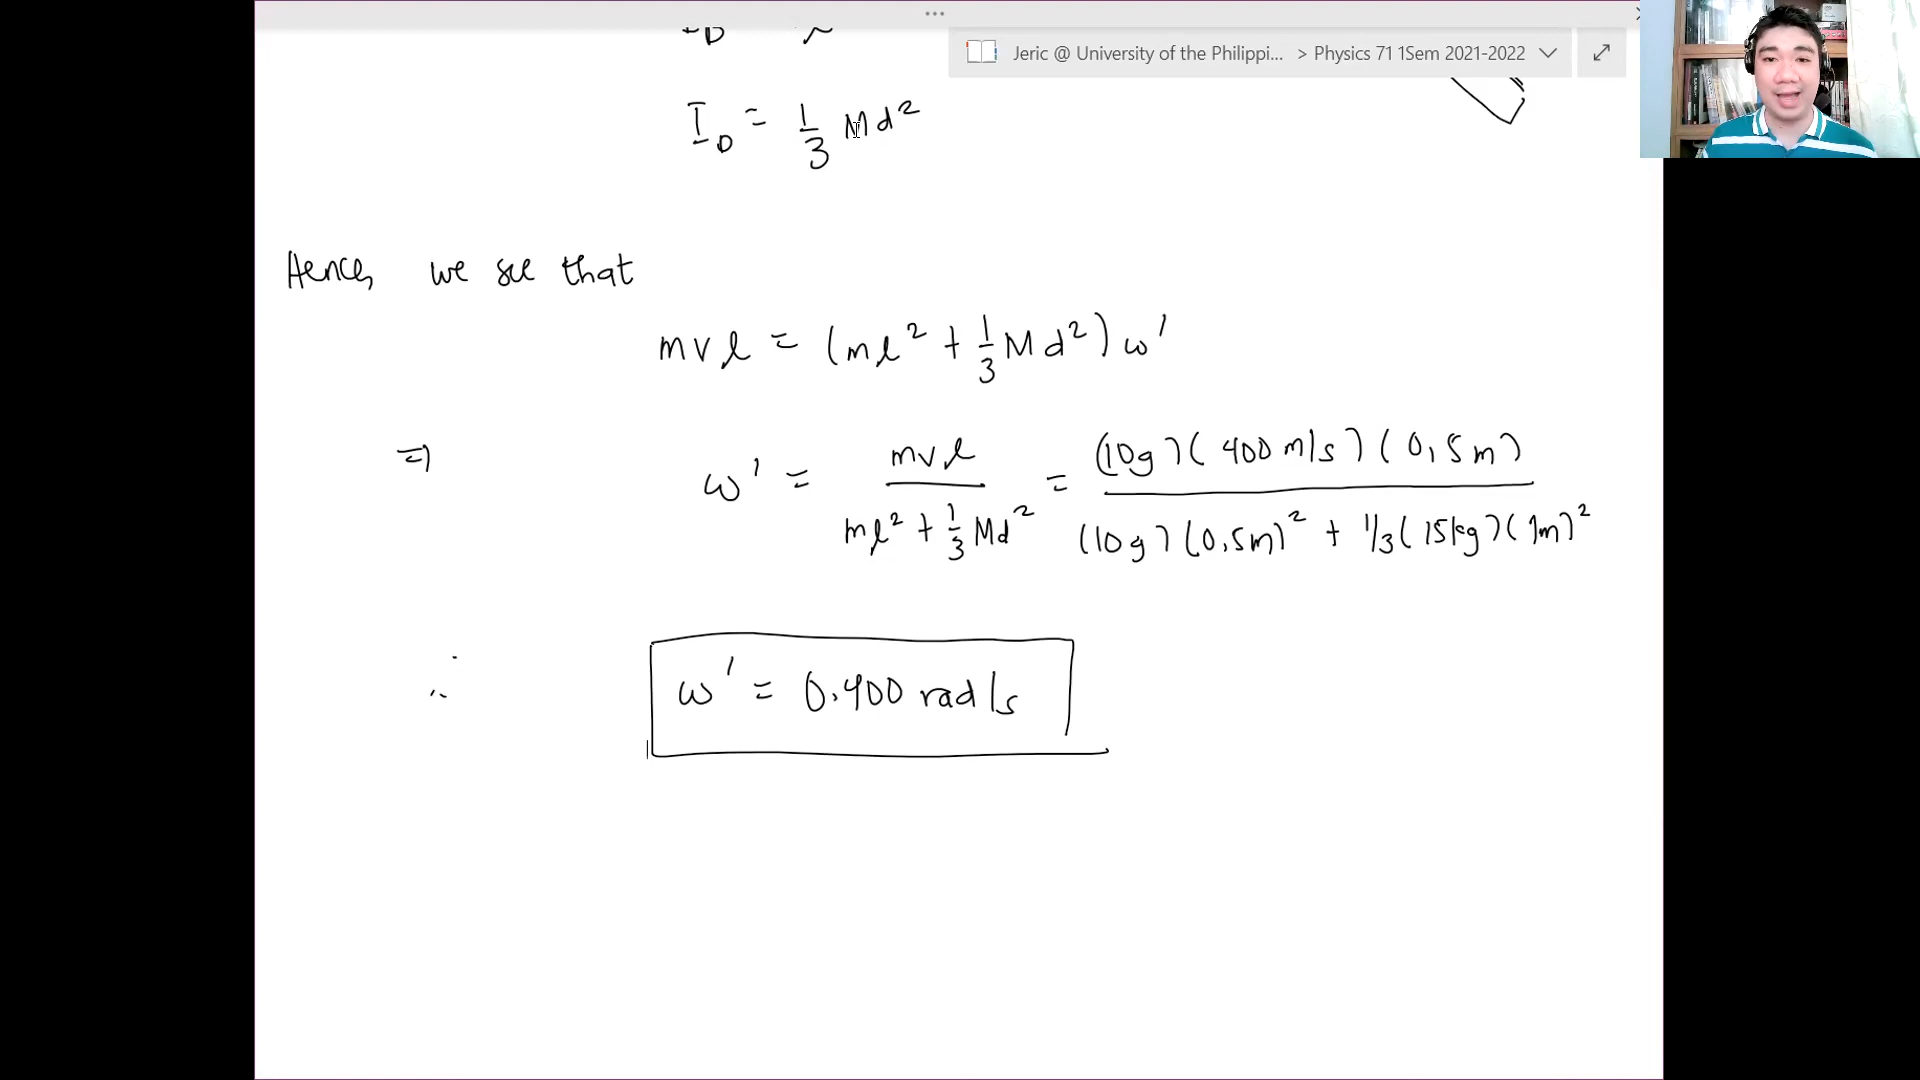 ...
Jeric @ University of the Philippi... > Physics 71 1Sem 2021-2022
I_D = 1/3 Md²
Hence, we see that
mvl = (ml² + 1/3 Md²) ω'
⇒ ω' = mvl / (ml² + 1/3 Md²) = (10g)(400 m/s)(0,5m) / ((10g)(0,5m)² + 1/3(15kg)(1m)²)
∴ ω' = 0.400 rad/s